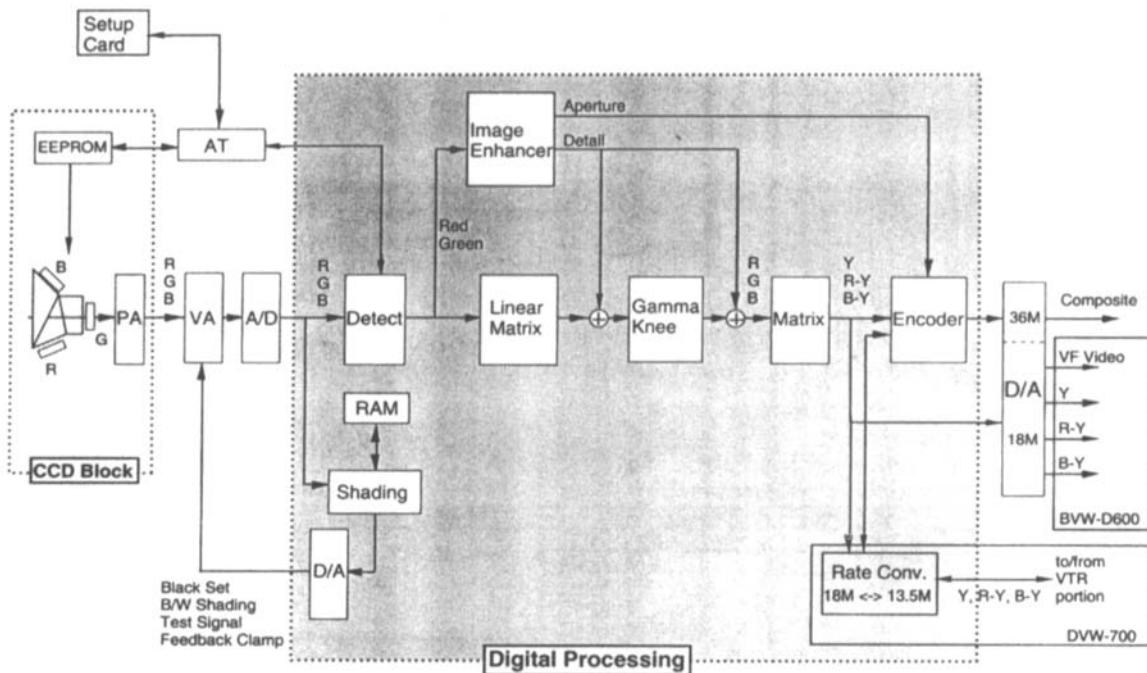 Setup
Card
EEPROM
AT
Image
Enhancer
Aperture
Detail
Red
Green
B
R
G
PA
R
G
B
VA
A/D
R
G
B
Detect
Linear
Matrix
Gamma
Knee
R
G
B
Matrix
Y
R-Y
B-Y
Encoder
36M
Composite
D/A
18M
VF Video
Y
R-Y
B-Y
BVW-D600
CCD Block
RAM
Shading
D/A
Black Set
B/W Shading
Test Signal
Feedback Clamp
Rate Conv.
18M <-> 13.5M
Y, R-Y, B-Y
to/from
VTR
portion
DVW-700
Digital Processing